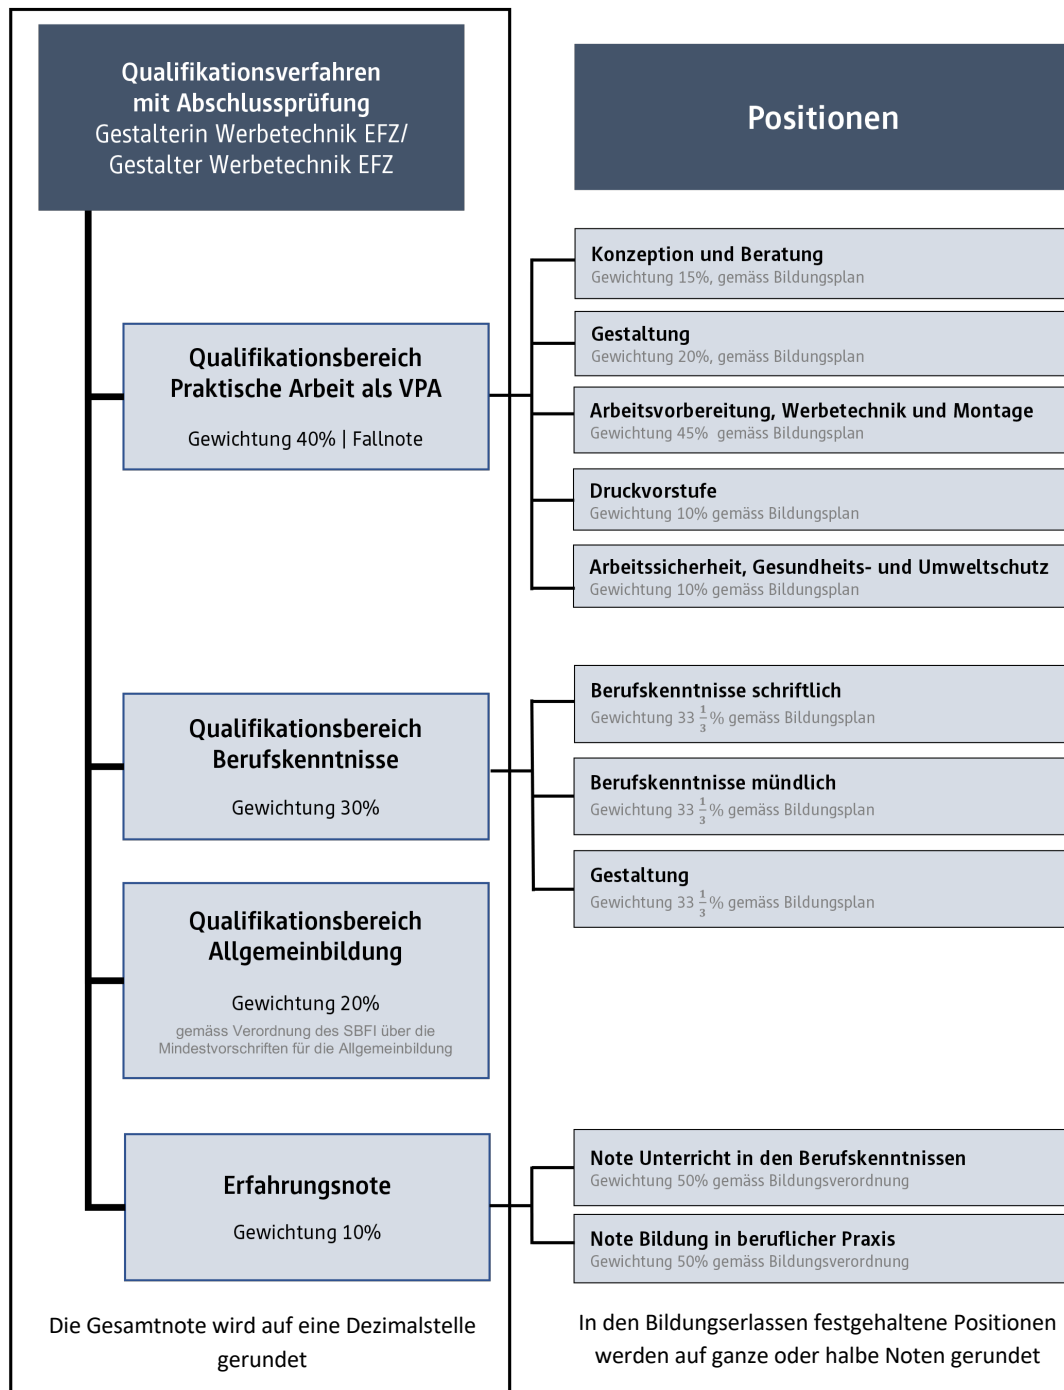 Qualifikationsverfahren
mit Abschlussprüfung
Gestalterin Werbetechnik EFZ/
Gestalter Werbetechnik EFZ
Positionen
Qualifikationsbereich
Praktische Arbeit als VPA
Gewichtung 40% | Fallnote
Konzeption und Beratung
Gewichtung 15%, gemäss Bildungsplan
Gestaltung
Gewichtung 20%, gemäss Bildungsplan
Arbeitsvorbereitung, Werbetechnik und Montage
Gewichtung 45%  gemäss Bildungsplan
Druckvorstufe
Gewichtung 10% gemäss Bildungsplan
Arbeitssicherheit, Gesundheits- und Umweltschutz
Gewichtung 10% gemäss Bildungsplan
Qualifikationsbereich
Berufskenntnisse
Gewichtung 30%
Berufskenntnisse schriftlich
Gewichtung 33 1/3% gemäss Bildungsplan
Berufskenntnisse mündlich
Gewichtung 33 1/3% gemäss Bildungsplan
Gestaltung
Gewichtung 33 1/3% gemäss Bildungsplan
Qualifikationsbereich
Allgemeinbildung
Gewichtung 20%
gemäss Verordnung des SBFI über die
Mindestvorschriften für die Allgemeinbildung
Erfahrungsnote
Gewichtung 10%
Note Unterricht in den Berufskenntnissen
Gewichtung 50% gemäss Bildungsverordnung
Note Bildung in beruflicher Praxis
Gewichtung 50% gemäss Bildungsverordnung
Die Gesamtnote wird auf eine Dezimalstelle
gerundet
In den Bildungserlassen festgehaltene Positionen
werden auf ganze oder halbe Noten gerundet